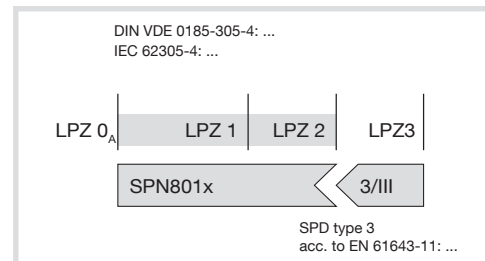 DIN VDE 0185-305-4: ...
IEC 62305-4: ...
LPZ 0A LPZ 1 LPZ 2 LPZ3
SPN801x 3/III
SPD type 3
acc. to EN 61643-11: ...